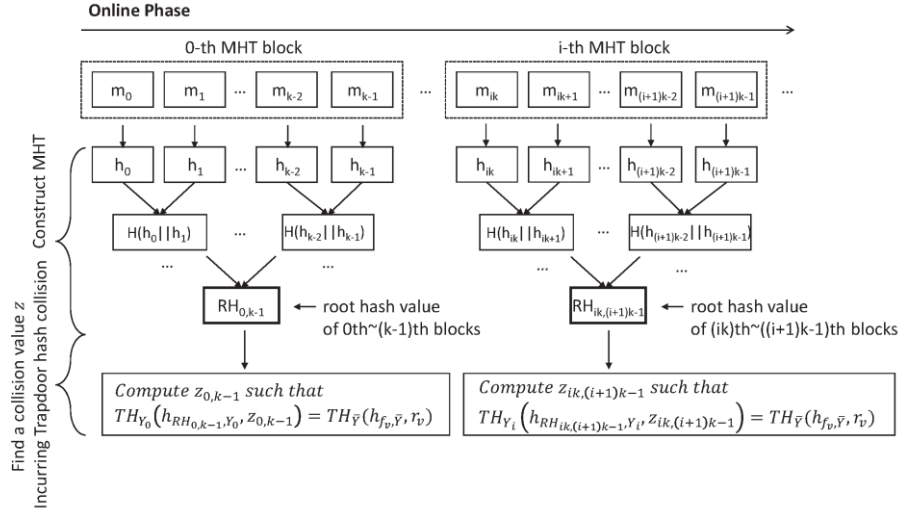 Online Phase
0-th MHT block
i-th MHT block
m0 m1 ... mk-2 mk-1 ... mik mik+1 ... m(i+1)k-2 m(i+1)k-1 ...
h0 h1 ... hk-2 hk-1 hik hik+1 ... h(i+1)k-2 h(i+1)k-1
H(h0||h1) ... H(hk-2||hk-1) H(hik||hik+1) ... H(h(i+1)k-2||h(i+1)k-1)
... ... ... ...
RH0,k-1
root hash value
of 0th~(k-1)th blocks
RHik,(i+1)k-1
root hash value
of (ik)th~((i+1)k-1)th blocks
Compute z0,k-1 such that
THY0(hRH0,k-1,Y0, z0,k-1) = THȲ(hfv,Ȳ, rv)
Compute zik,(i+1)k-1 such that
THYi(hRHik,(i+1)k-1,Yi, zik,(i+1)k-1) = THȲ(hfv,Ȳ, rv)
Construct MHT
Find a collision value z
Incurring Trapdoor hash collision